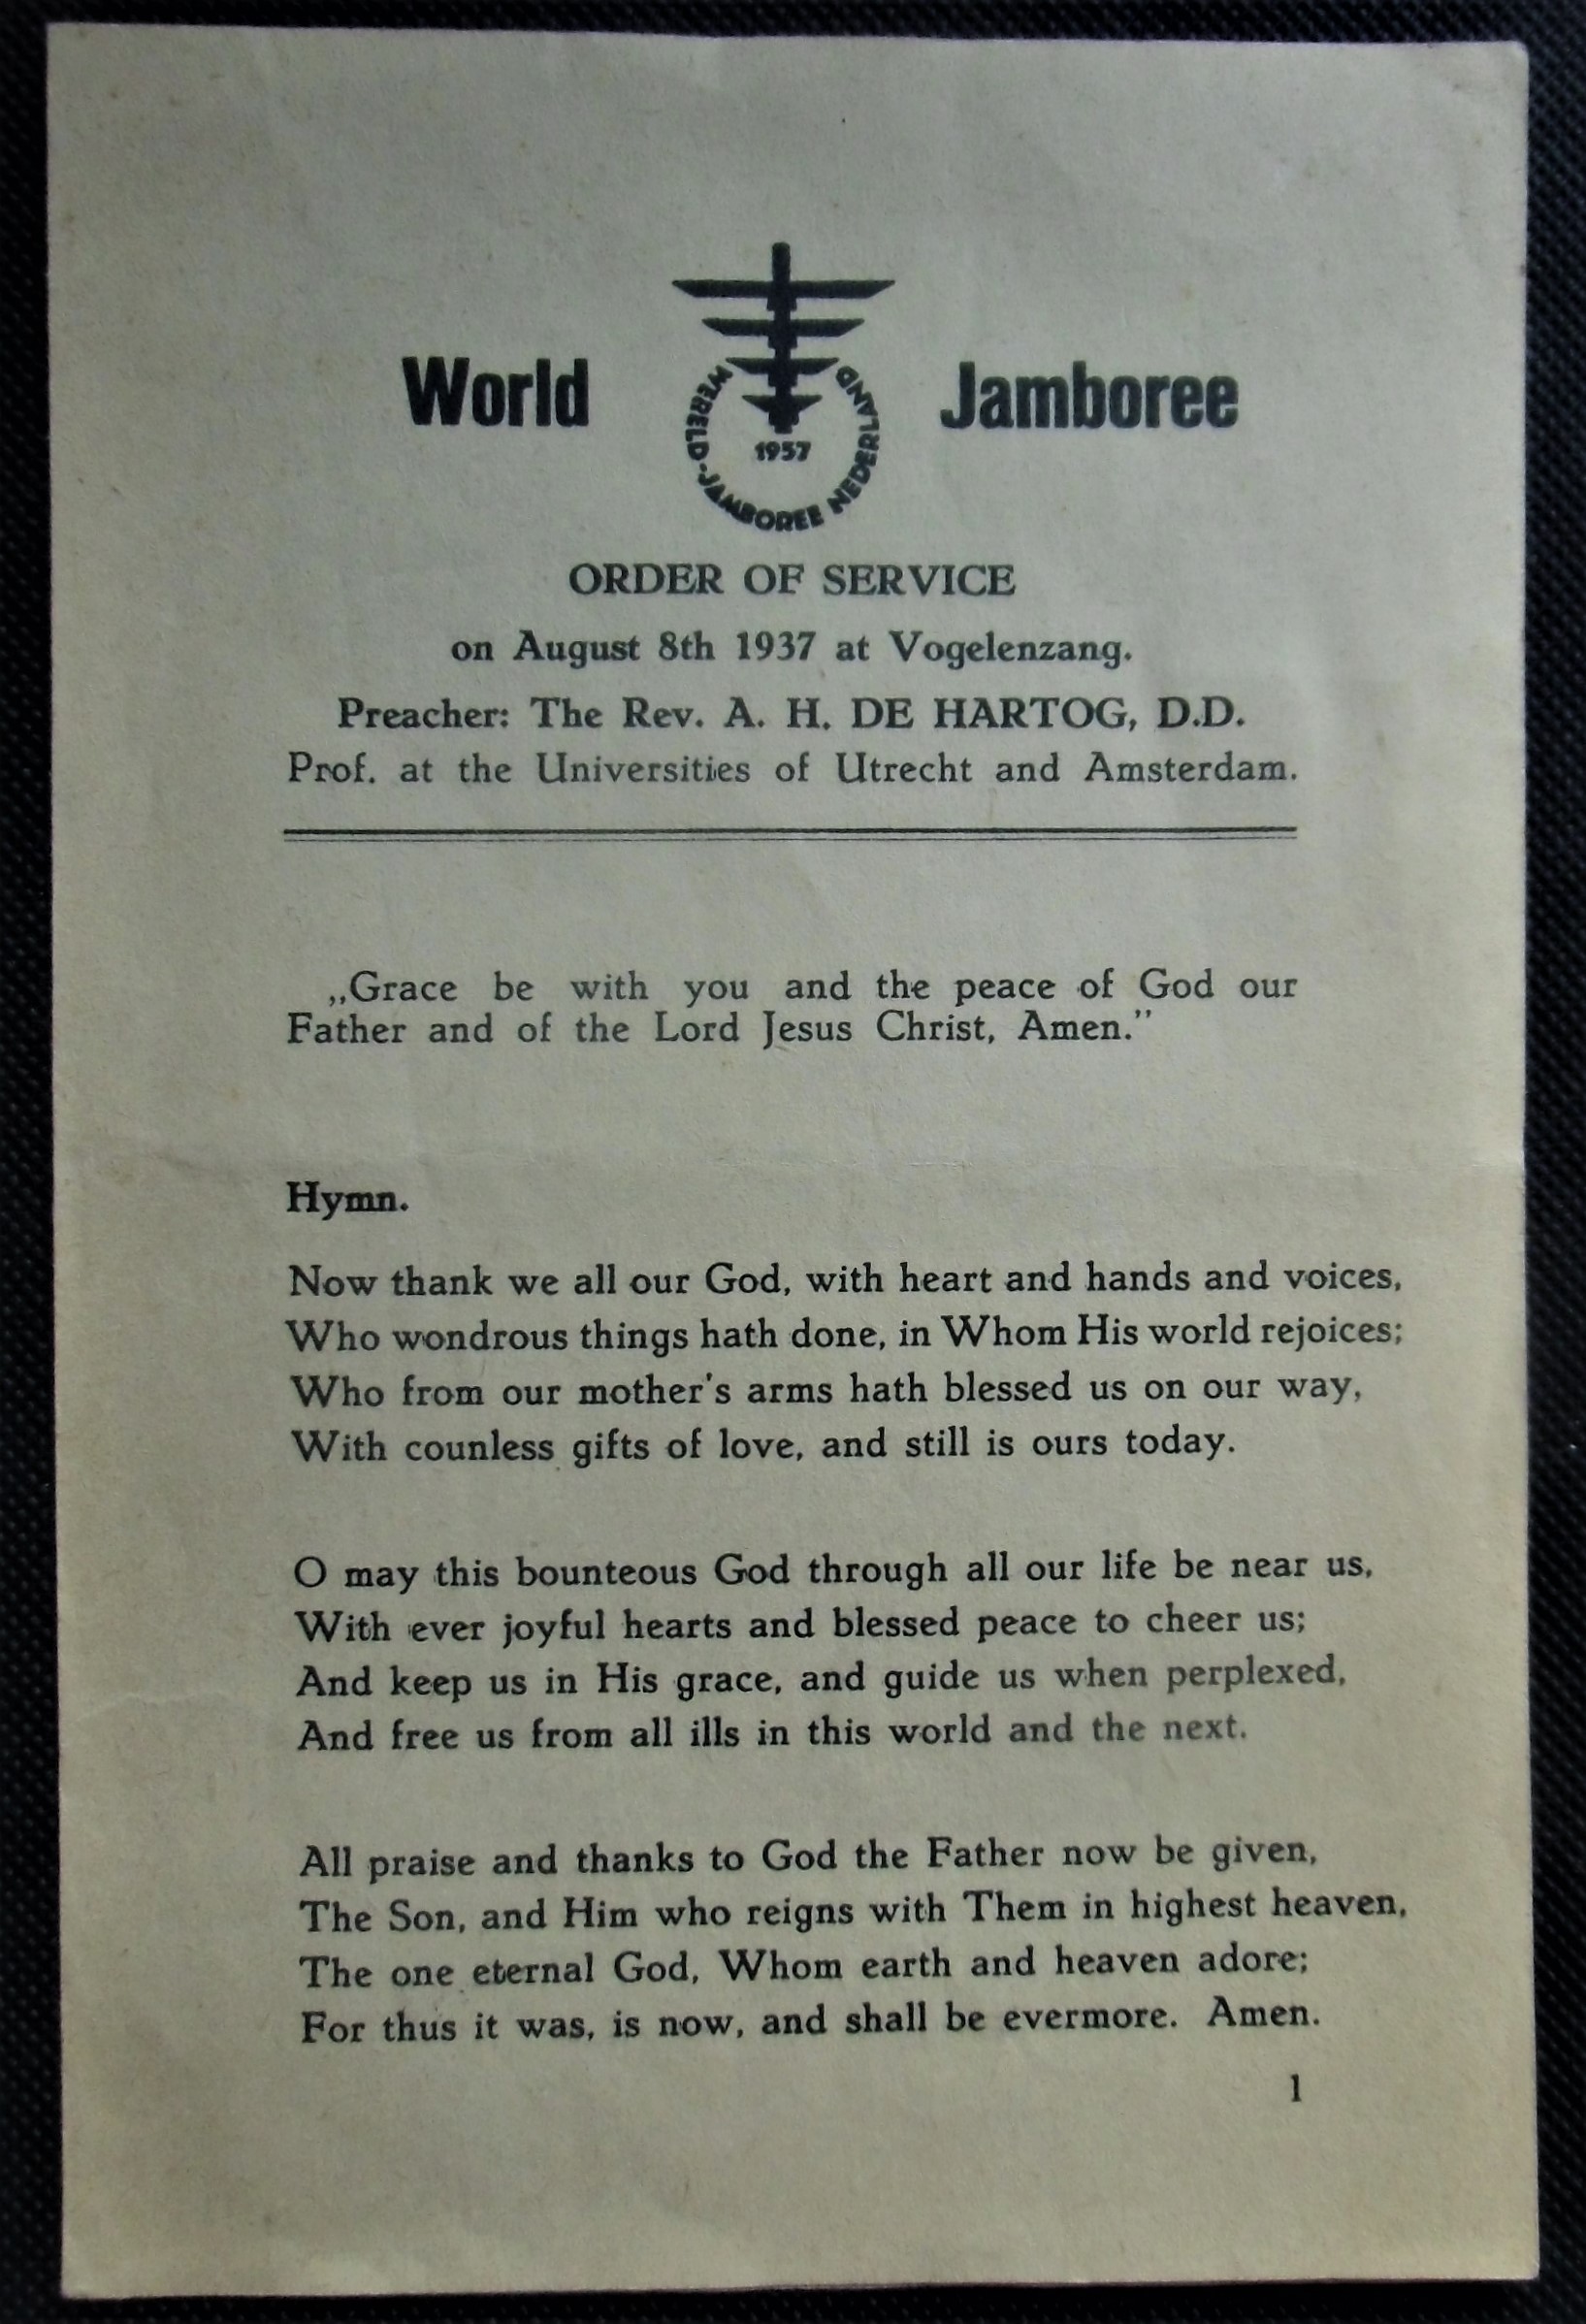 World Jamboree
WERELD-JAMBOREE NEDERLAND
1937
ORDER OF SERVICE
on August 8th 1937 at Vogelenzang.
Preacher: The Rev. A. H. DE HARTOG, D.D.
Prof. at the Universities of Utrecht and Amsterdam.
„Grace be with you and the peace of God our
Father and of the Lord Jesus Christ, Amen.”
Hymn.
Now thank we all our God, with heart and hands and voices,
Who wondrous things hath done, in Whom His world rejoices;
Who from our mother's arms hath blessed us on our way,
With counless gifts of love, and still is ours today.
O may this bounteous God through all our life be near us,
With ever joyful hearts and blessed peace to cheer us;
And keep us in His grace, and guide us when perplexed,
And free us from all ills in this world and the next.
All praise and thanks to God the Father now be given,
The Son, and Him who reigns with Them in highest heaven,
The one eternal God, Whom earth and heaven adore;
For thus it was, is now, and shall be evermore. Amen.
1